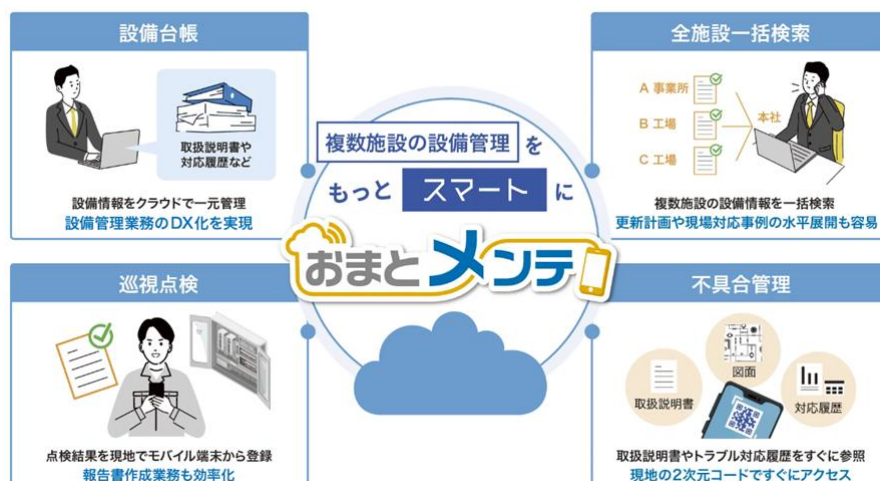 設備台帳
取扱説明書や
対応履歴など
設備情報をクラウドで一元管理
設備管理業務のDX化を実現
複数施設の設備管理を
もっとスマートに
おまとメンテ
全施設一括検索
A 事業所
B 工場
C 工場
本社
複数施設の設備情報を一括検索
更新計画や現場対応事例の水平展開も容易
巡視点検
点検結果を現地でモバイル端末から登録
報告書作成業務も効率化
不具合管理
図面
取扱説明書
対応履歴
取扱説明書やトラブル対応履歴をすぐに参照
現地の2次元コードですぐにアクセス